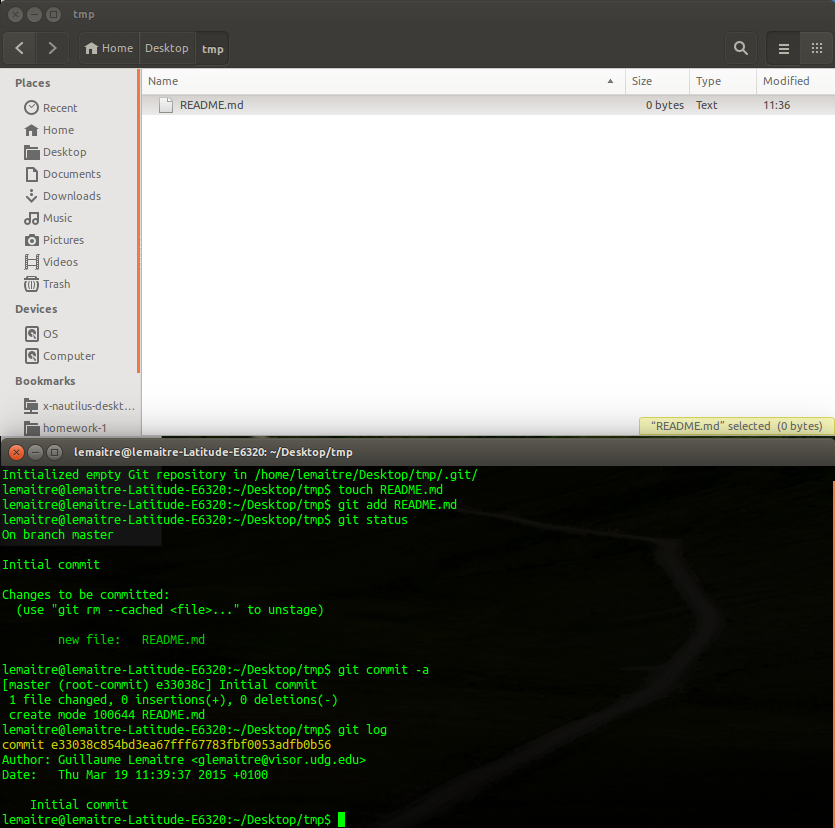 tmp
Home Desktop tmp
Places
Recent
Home
Desktop
Documents
Downloads
Music
Pictures
Videos
Trash
Devices
OS
Computer
Bookmarks
x-nautilus-deskt...
homework-1
Name Size Type Modified
README.md 0 bytes Text 11:36
"README.md" selected (0 bytes)
lemaitre@lemaitre-Latitude-E6320: ~/Desktop/tmp
Initialized empty Git repository in /home/lemaitre/Desktop/tmp/.git/
lemaitre@lemaitre-Latitude-E6320:~/Desktop/tmp$ touch README.md
lemaitre@lemaitre-Latitude-E6320:~/Desktop/tmp$ git add README.md
lemaitre@lemaitre-Latitude-E6320:~/Desktop/tmp$ git status
On branch master
Initial commit
Changes to be committed:
(use "git rm --cached <file>..." to unstage)
new file: README.md
lemaitre@lemaitre-Latitude-E6320:~/Desktop/tmp$ git commit -a
[master (root-commit) e33038c] Initial commit
1 file changed, 0 insertions(+), 0 deletions(-)
create mode 100644 README.md
lemaitre@lemaitre-Latitude-E6320:~/Desktop/tmp$ git log
commit e33038c854bd3ea67fff67783fbf0053adfb0b56
Author: Guillaume Lemaitre <glemaitre@visor.udg.edu>
Date: Thu Mar 19 11:39:37 2015 +0100
Initial commit
lemaitre@lemaitre-Latitude-E6320:~/Desktop/tmp$